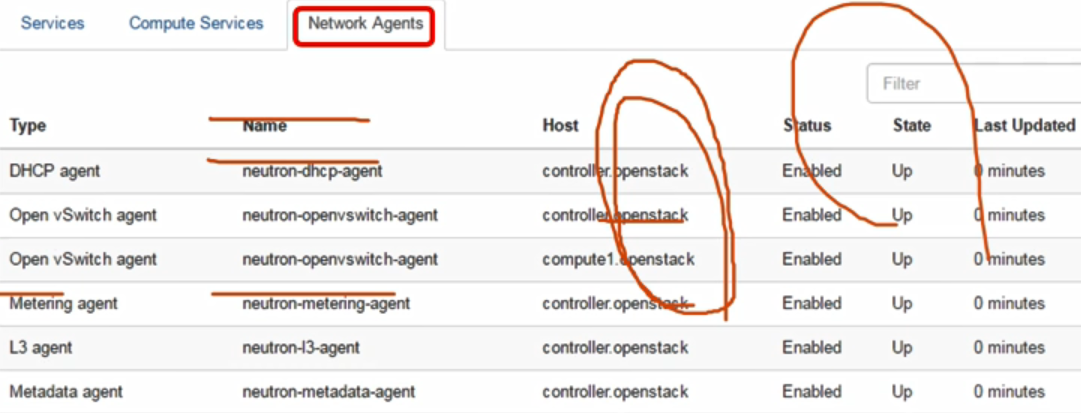 Services Compute Services Network Agents
Filter
Type Name Host Status State Last Updated
DHCP agent neutron-dhcp-agent controller.openstack Enabled Up 0 minutes
Open vSwitch agent neutron-openvswitch-agent controller.openstack Enabled Up 0 minutes
Open vSwitch agent neutron-openvswitch-agent compute1.openstack Enabled Up 0 minutes
Metering agent neutron-metering-agent controller.openstack Enabled Up 0 minutes
L3 agent neutron-l3-agent controller.openstack Enabled Up 0 minutes
Metadata agent neutron-metadata-agent controller.openstack Enabled Up 0 minutes